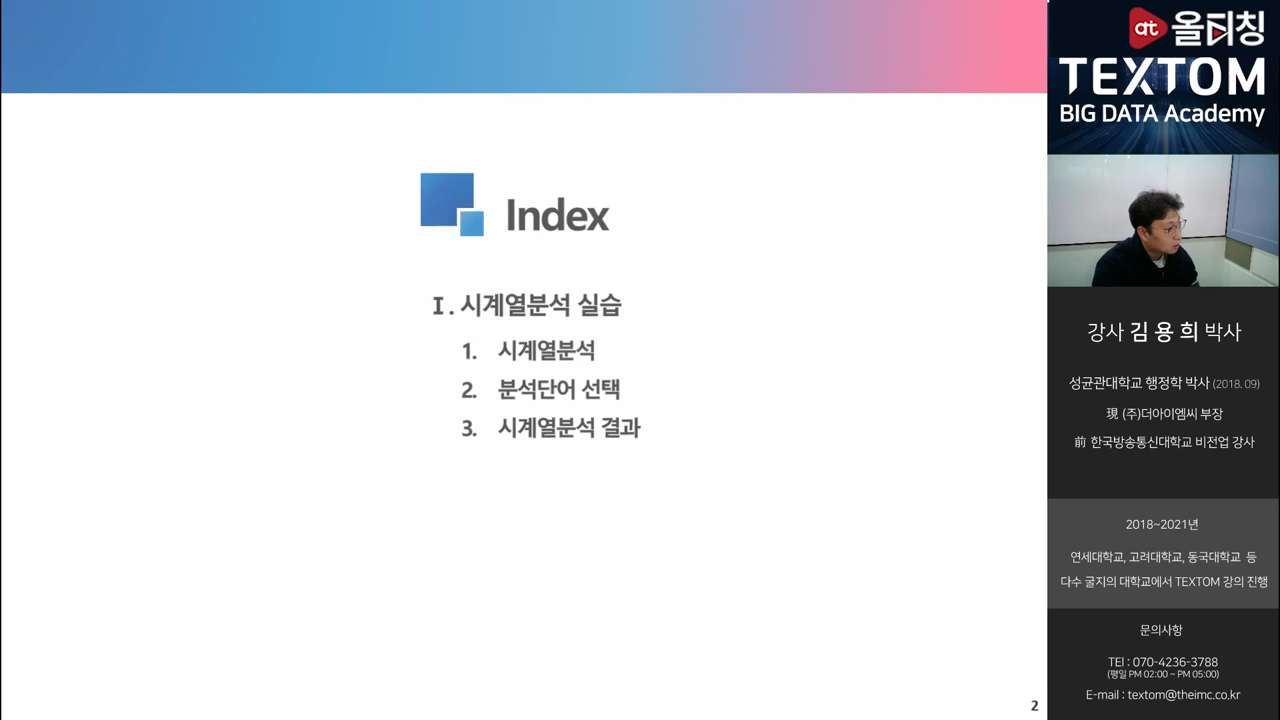 Index
I. 시계열분석 실습
1. 시계열분석
2. 분석단어 선택
3. 시계열분석 결과
2
at 올티칭
TEXTOM
BIG DATA Academy
강사 김 용 희 박사
성균관대학교 행정학 박사 (2018. 09)
現 (주)더아이엠씨 부장
前 한국방송통신대학교 비전업 강사
2018~2021년
연세대학교, 고려대학교, 동국대학교 등
다수 굴지의 대학교에서 TEXTOM 강의 진행
문의사항
TEl : 070-4236-3788
(평일 PM 02:00 ~ PM 05:00)
E-mail : textom@theimc.co.kr